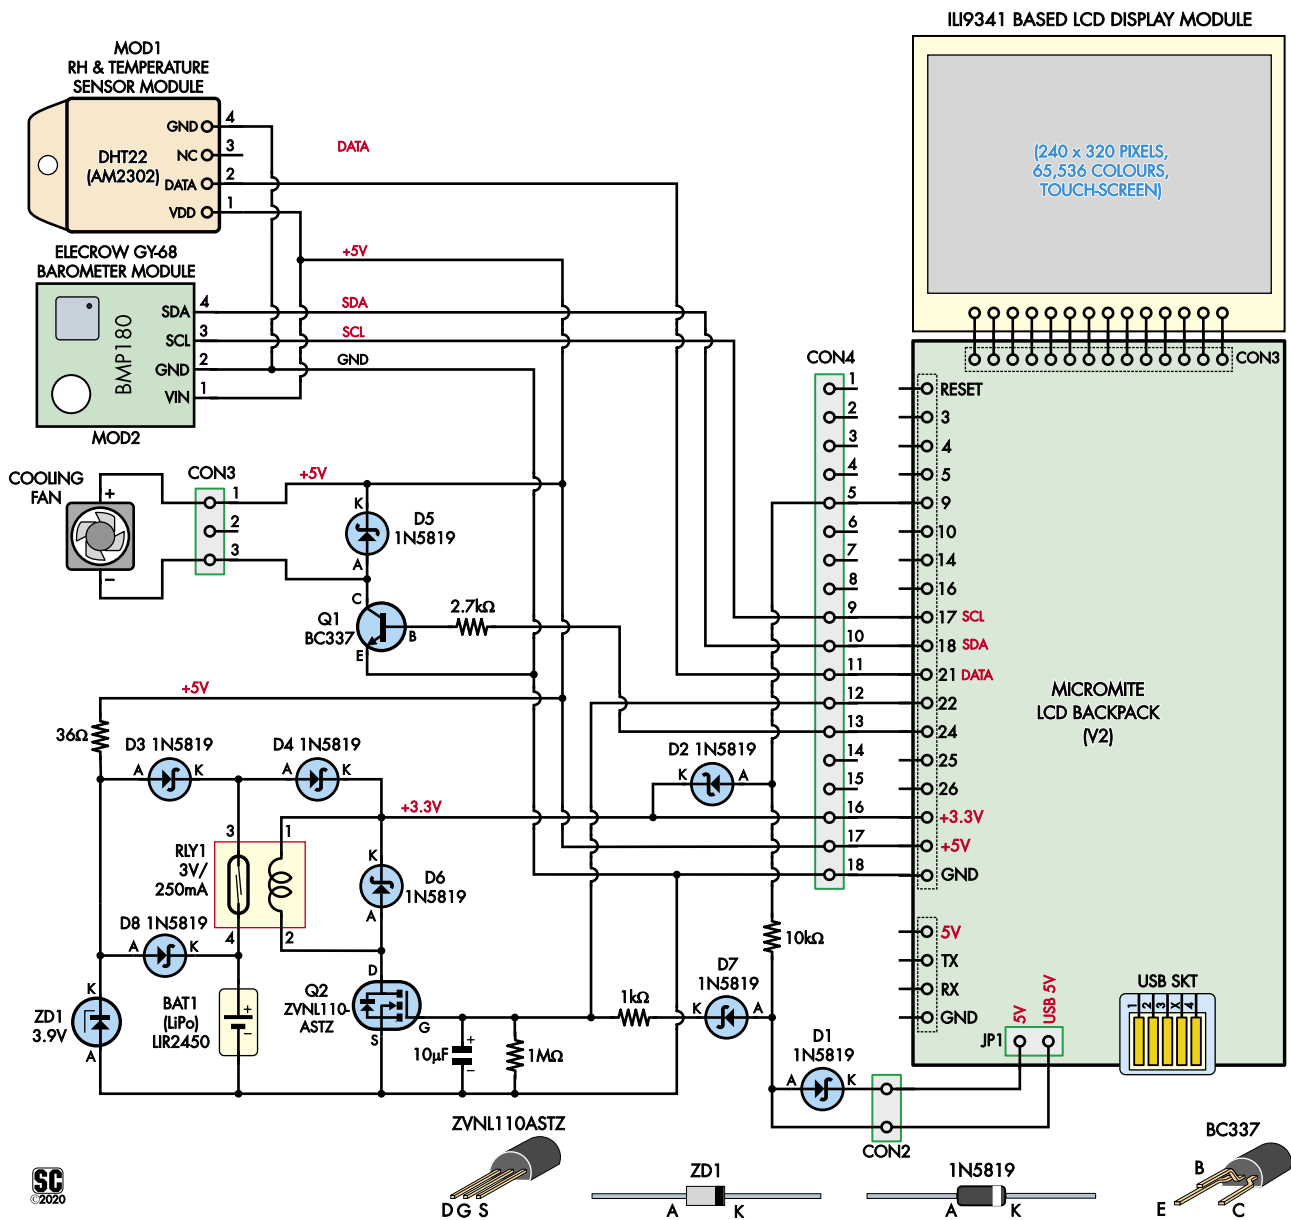 ILI9341 BASED LCD DISPLAY MODULE
MOD1
RH & TEMPERATURE
SENSOR MODULE
GND 4
NC 3
DHT22
(AM2302)
DATA 2
VDD 1
DATA
(240 x 320 PIXELS,
65,536 COLOURS,
TOUCH-SCREEN)
ELECROW GY-68
BAROMETER MODULE
+5V
SDA 4
SCL 3
GND 2
VIN 1
BMP180
MOD2
SDA
SCL
GND
CON4
CON3
1
2
3
4
5
6
7
8
9
10
11
12
13
14
15
16
17
18
RESET
3
4
5
9
10
14
16
17 SCL
18 SDA
21 DATA
22
24
25
26
+3.3V
+5V
GND
5V
TX
RX
GND
MICROMITE
LCD BACKPACK
(V2)
COOLING
FAN
+
–
CON3
1
2
3
+5V
K
D5
1N5819
A
C
Q1
BC337
B
E
2.7kΩ
+5V
36Ω
D3 1N5819
A K
D4 1N5819
A K
D2 1N5819
K A
+3.3V
3 1
RLY1
3V/
250mA
4 2
K
D6
1N5819
A
D8 1N5819
A K
10kΩ
K
ZD1
3.9V
A
BAT1
(LiPo)
LIR2450
+
–
D
Q2
ZVNL110-
ASTZ
G
S
10µF
+
–
1MΩ
1kΩ
D7
1N5819
K A
D1
1N5819
A K
CON2
JP1
5V
USB 5V
USB SKT
1 2 3 X 4
ZVNL110ASTZ
D G S
ZD1
A K
1N5819
A K
BC337
B
E C
SC
©2020